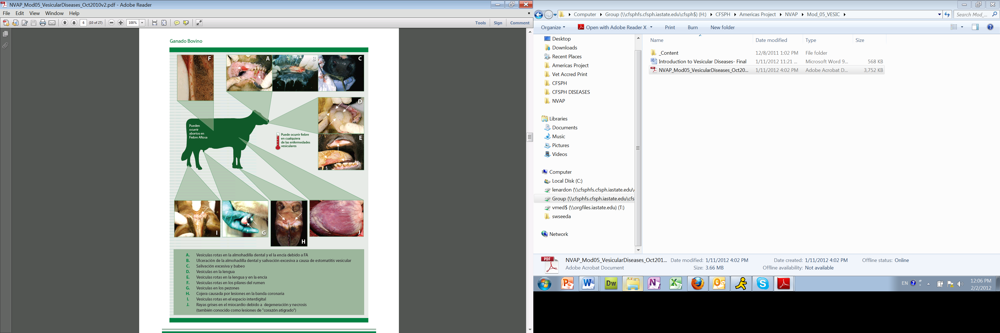 NVAP_Mod05_VesicularDiseases_Oct2010v2.pdf - Adobe Reader
File Edit View Window Help
6 (10 of 27) 100% Tools Sign Comment
Ganado Bovino
F
A
B
C
D
E
Pueden
ocurrir
abortos en
Fiebre Aftosa
Puede ocurrir fiebre
en cualquiera
de las enfermedades
vesiculares
I
G
H
J
A. Vesículas rotas en la almohadilla dental y el la encía debido a FA
B. Ulceración de la almohadilla dental y salivación excesiva a causa de estomatitis vesicular
C. Salivación excesiva y babeo
D. Vesículas en la lengua
E. Vesículas rotas en la lengua y en la encía
F. Vesículas rotas en los pilares del rumen
G. Vesículas en los pezones
H. Cojera causada por lesiones en la banda coronaria
I. Vesículas rotas en el espacio interdigital
J. Rayas grises en el miocardio debido a degeneración y necrosis
(también conocido como lesiones de "corazón atigrado")
Computer Group (\\cfsphfs.cfsph.iastate.edu\cfsph$) (H:) CFSPH Americas Project NVAP Mod_05_VESIC Search Mod_...
Organize Open with Adobe Reader X Print Burn New folder
Desktop
Downloads
Recent Places
Americas Project
Vet Accred Print
CFSPH
CFSPH DISEASES
NVAP
Libraries
Documents
Music
Pictures
Videos
Computer
Local Disk (C:)
lenardon (\\cfsphfs.cfsph.iastate.edu\
Group (\\cfsphfs.cfsph.iastate.edu\cfs
vmed$ (\\orgfiles.iastate.edu) (T:)
swseeda
Network
Name Date modified Type Size
_Content 12/8/2011 1:02 PM File folder
Introduction to Vesicular Diseases- Final 1/11/2012 11:21 ... Microsoft Word 9... 568 KB
NVAP_Mod05_VesicularDiseases_Oct20... 1/11/2012 4:02 PM Adobe Acrobat D... 3,752 KB
PDF
NVAP_Mod05_VesicularDiseases_Oct201... Date modified: 1/11/2012 4:02 PM Date created: 1/11/2012 4:02 PM Offline status: Online
Adobe Acrobat Document Size: 3.66 MB Offline availability: Not available
Dw
EN
12:06 PM
2/2/2012